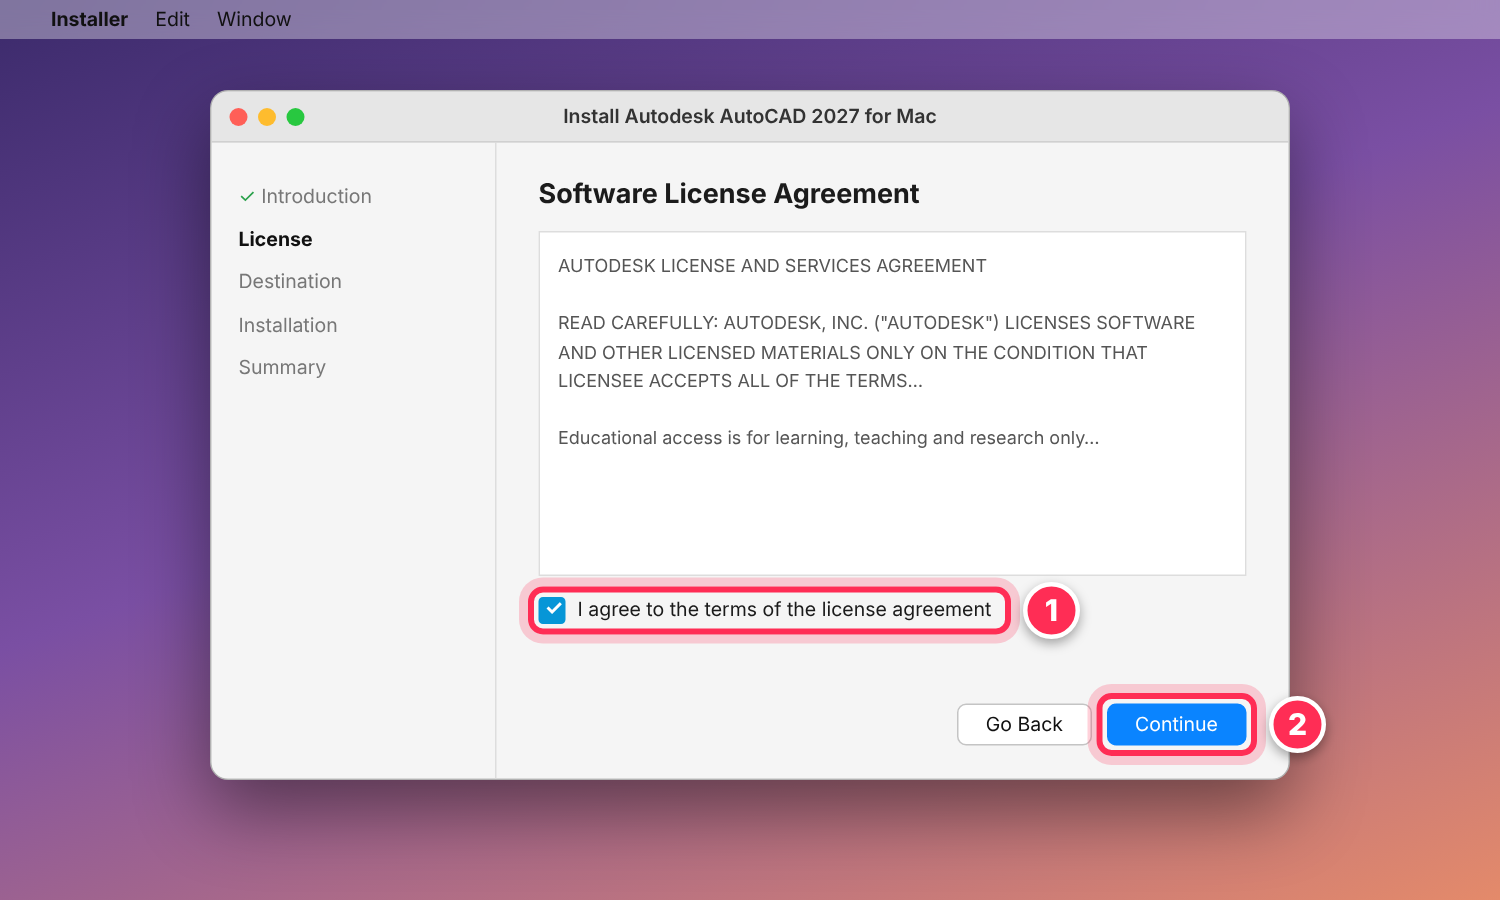 Installer Edit Window
Install Autodesk AutoCAD 2027 for Mac
Introduction
License
Destination
Installation
Summary
Software License Agreement
AUTODESK LICENSE AND SERVICES AGREEMENT
READ CAREFULLY: AUTODESK, INC. ("AUTODESK") LICENSES SOFTWARE
AND OTHER LICENSED MATERIALS ONLY ON THE CONDITION THAT
LICENSEE ACCEPTS ALL OF THE TERMS...
Educational access is for learning, teaching and research only...
I agree to the terms of the license agreement
1
Go Back
Continue
2